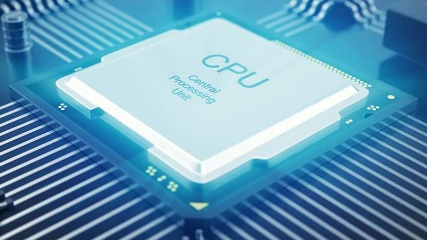 CPU
Central
Processing
Unit